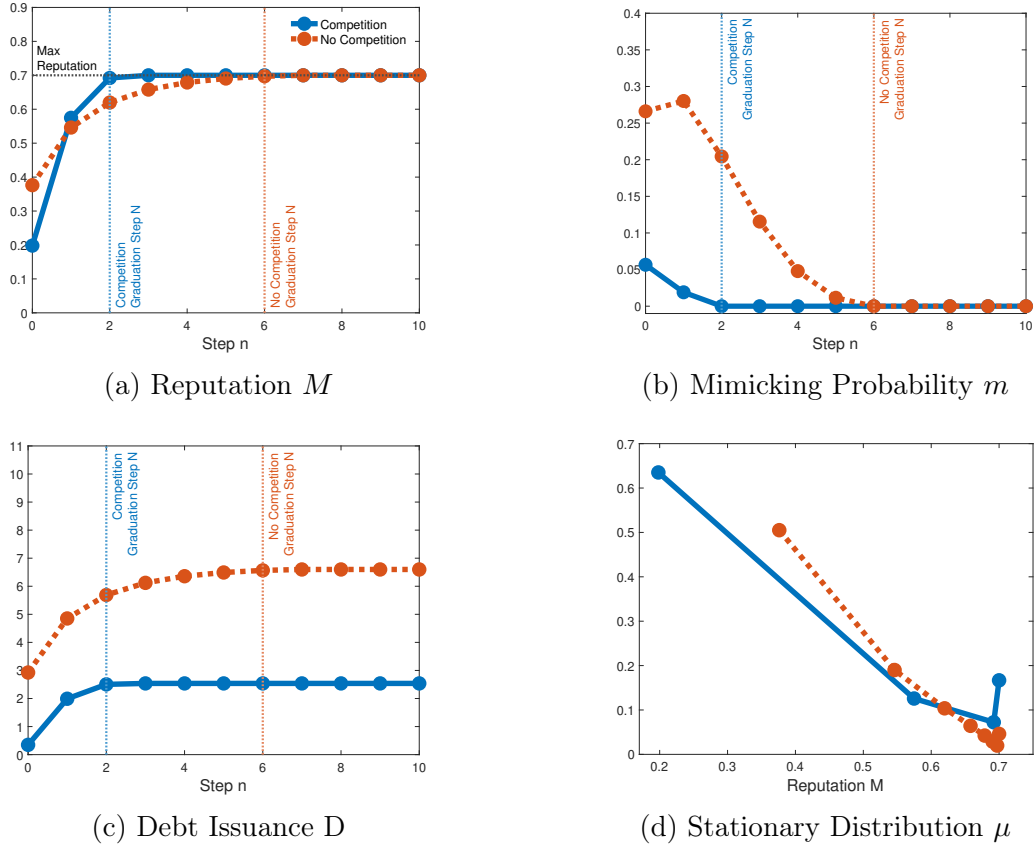 0.9
0.8
0.7
0.6
0.5
0.4
0.3
0.2
0.1
0
Max
Reputation
Competition
No Competition
Competition
Graduation Step N
No Competition
Graduation Step N
0 2 4 6 8 10
Step n
(a) Reputation M
0.4
0.35
0.3
0.25
0.2
0.15
0.1
0.05
0
Competition
Graduation Step N
No Competition
Graduation Step N
0 2 4 6 8 10
Step n
(b) Mimicking Probability m
11
10
9
8
7
6
5
4
3
2
1
0
Competition
Graduation Step N
No Competition
Graduation Step N
0 2 4 6 8 10
Step n
(c) Debt Issuance D
0.7
0.6
0.5
0.4
0.3
0.2
0.1
0
0.2 0.3 0.4 0.5 0.6 0.7
Reputation M
(d) Stationary Distribution μ